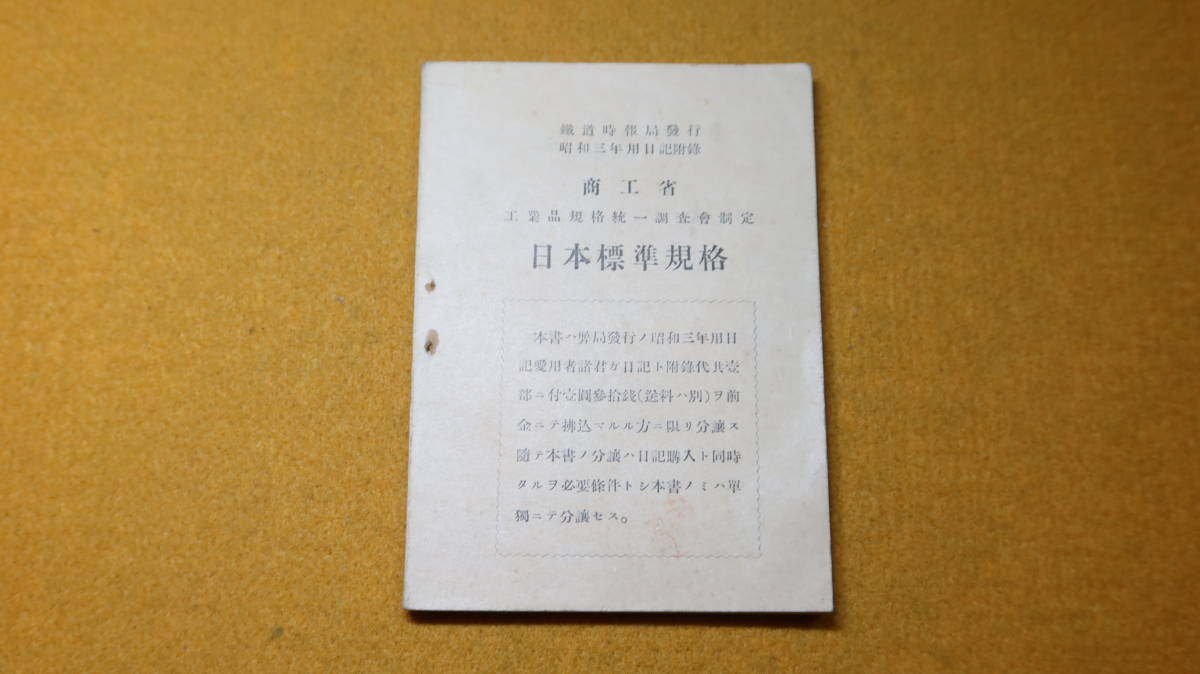 鐵道時報局發行
昭和三年用日記附錄
商工省
工業品規格統一調査會制定
日本標準規格
本書ハ弊局發行ノ昭和三年用日
記愛用者諸君ガ日記ト附錄代共壹
部ニ付壹圓參拾錢(送料ハ別)ヲ前
金ニテ拂込マルル方ニ限リ分讓ス
隨テ本書ノ分讓ハ日記購入ト同時
タルヲ必要條件トシ本書ノミハ單
獨ニテ分讓セス。